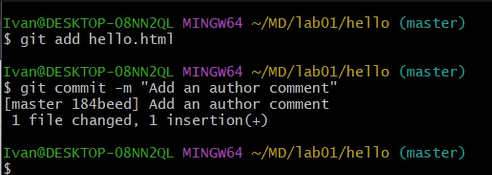 Ivan@DESKTOP-08NN2QL MINGW64 ~/MD/lab01/hello (master)
$ git add hello.html
Ivan@DESKTOP-08NN2QL MINGW64 ~/MD/lab01/hello (master)
$ git commit -m "Add an author comment"
[master 184beed] Add an author comment
 1 file changed, 1 insertion(+)
Ivan@DESKTOP-08NN2QL MINGW64 ~/MD/lab01/hello (master)
$